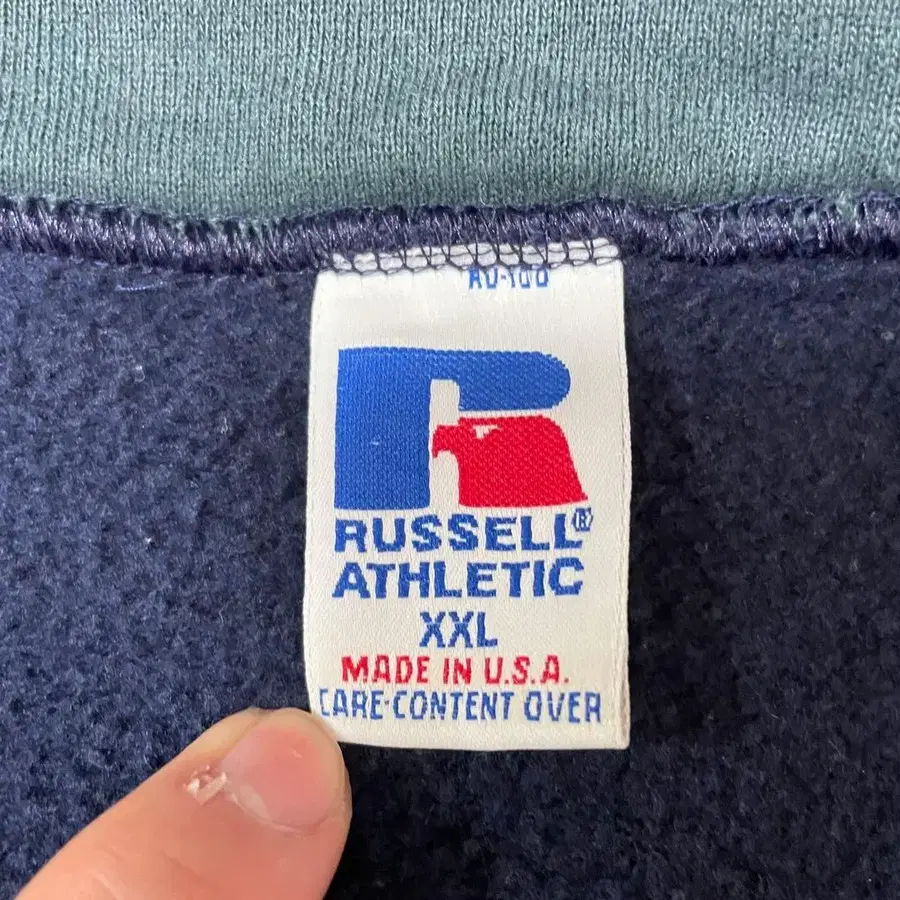 RUSSELL®
ATHLETIC
XXL
MADE IN U.S.A.
CARE-CONTENT OVER